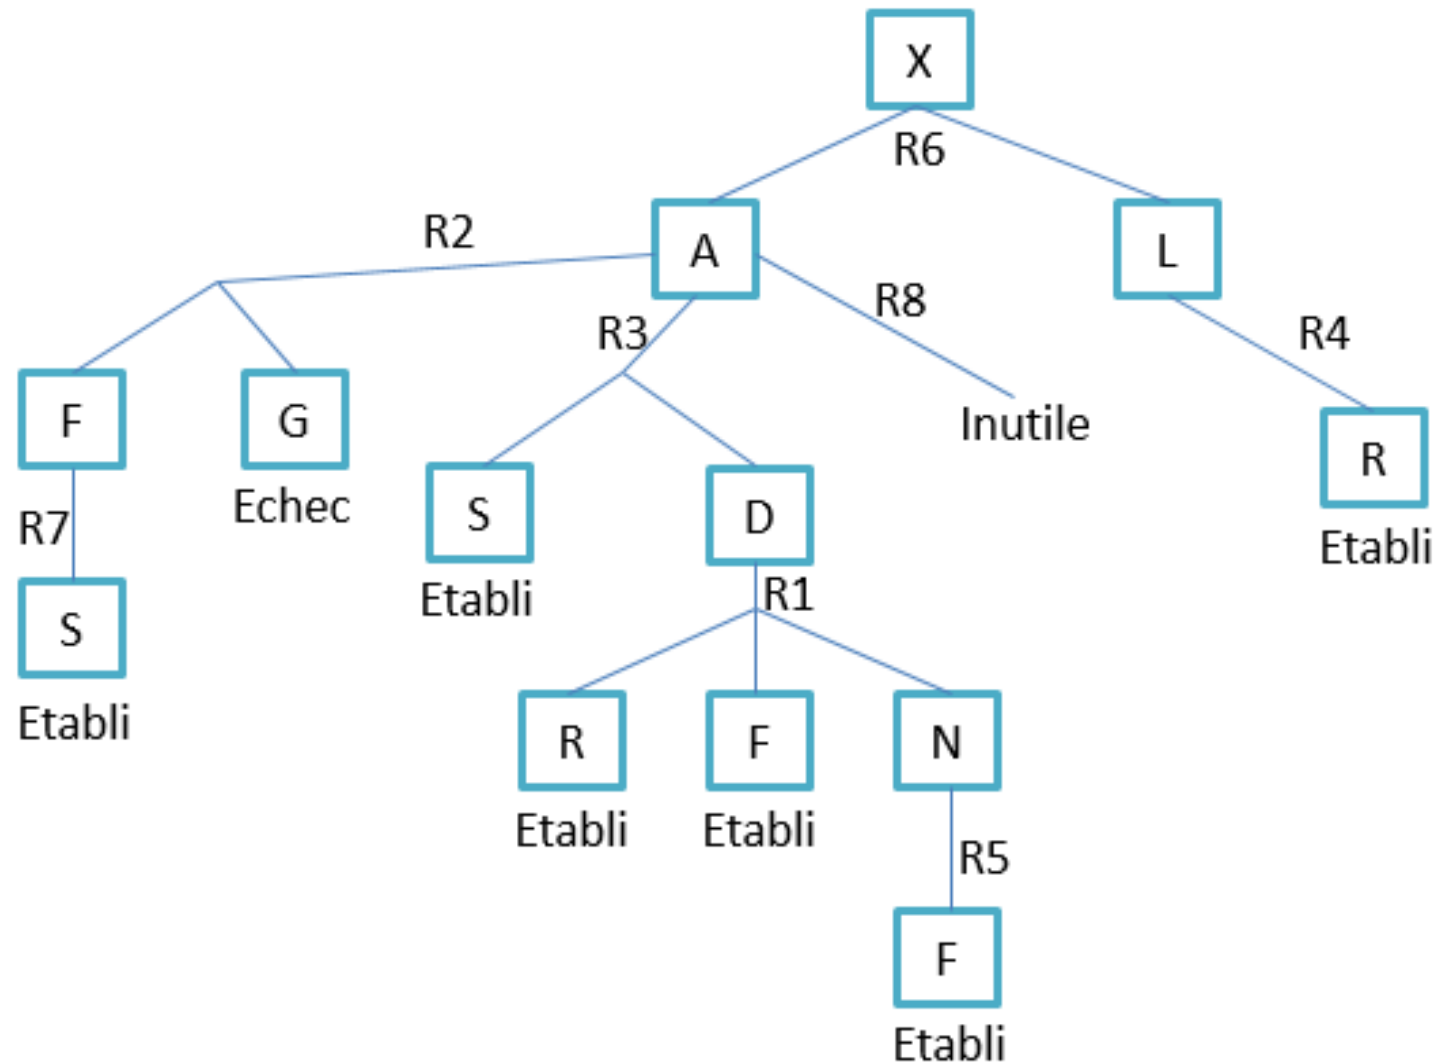 X
R6
R2
A
L
R8
R3
R4
F
G
Inutile
R
S
D
Echec
R7
Etabli
S
Etabli
R1
Etabli
R
F
N
Etabli
Etabli
R5
F
Etabli